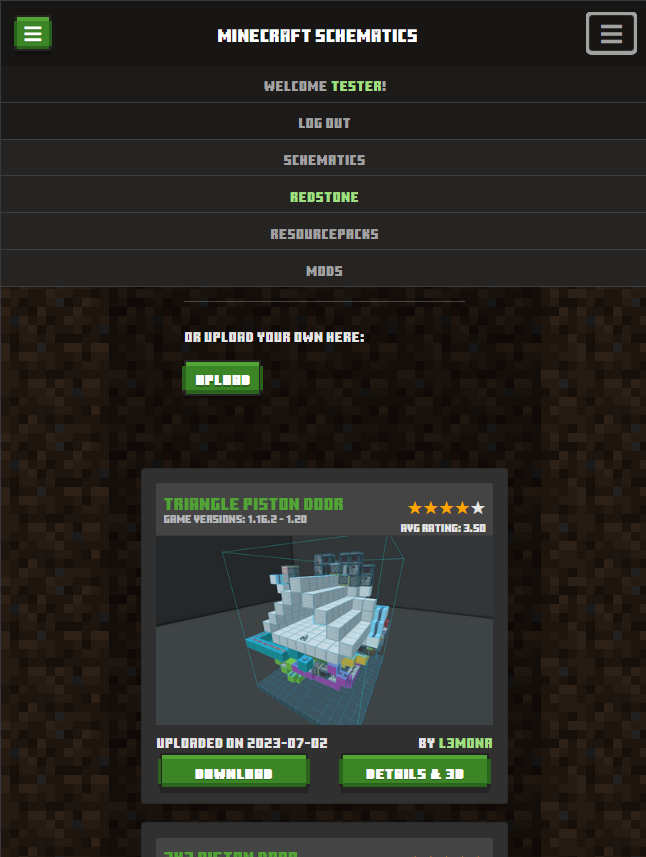 MINECRAFT SCHEMATICS
WELCOME TESTER!
LOG OUT
SCHEMATICS
REDSTONE
RESOURCEPACKS
MODS
OR UPLOAD YOUR OWN HERE:
UPLOAD
TRIANGLE PISTON DOOR
GAME VERSIONS: 1.16.2 - 1.20
AVG RATING: 3.50
UPLOADED ON 2023-07-02
BY L3MONA
DOWNLOAD
DETAILS & 3D
PISTON DOOR